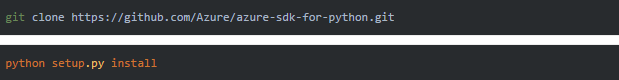 git clone https://github.com/Azure/azure-sdk-for-python.git
python setup.py install